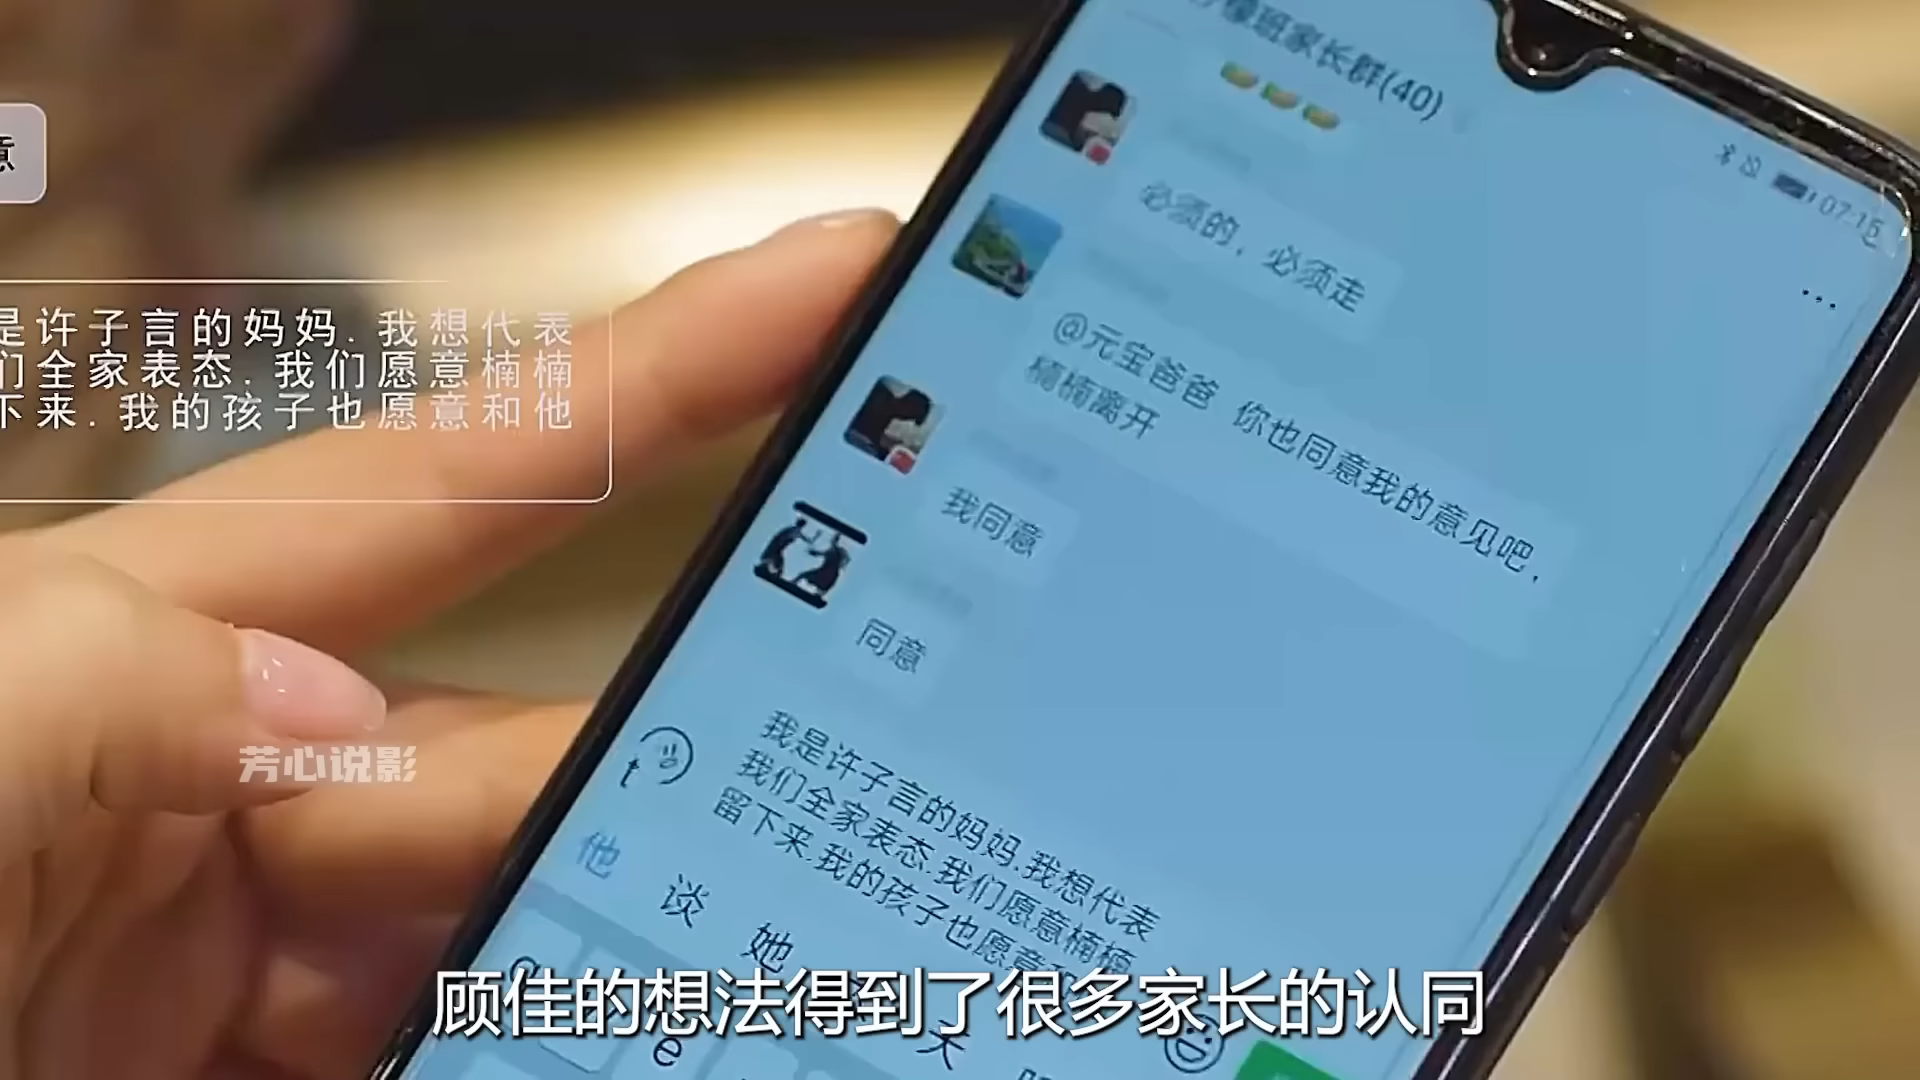 檬班家长群(40)
07:15
必须的，必须走
@元宝爸爸 你也同意我的意见吧，
楠楠离开
我同意
同意
我是许子言的妈妈.我想代表
我们全家表态.我们愿意楠楠
留下来.我的孩子也愿意和
他 谈 她
天
e
意
是许子言的妈妈.我想代表
们全家表态.我们愿意楠楠
下来.我的孩子也愿意和他
芳心说影
顾佳的想法得到了很多家长的认同